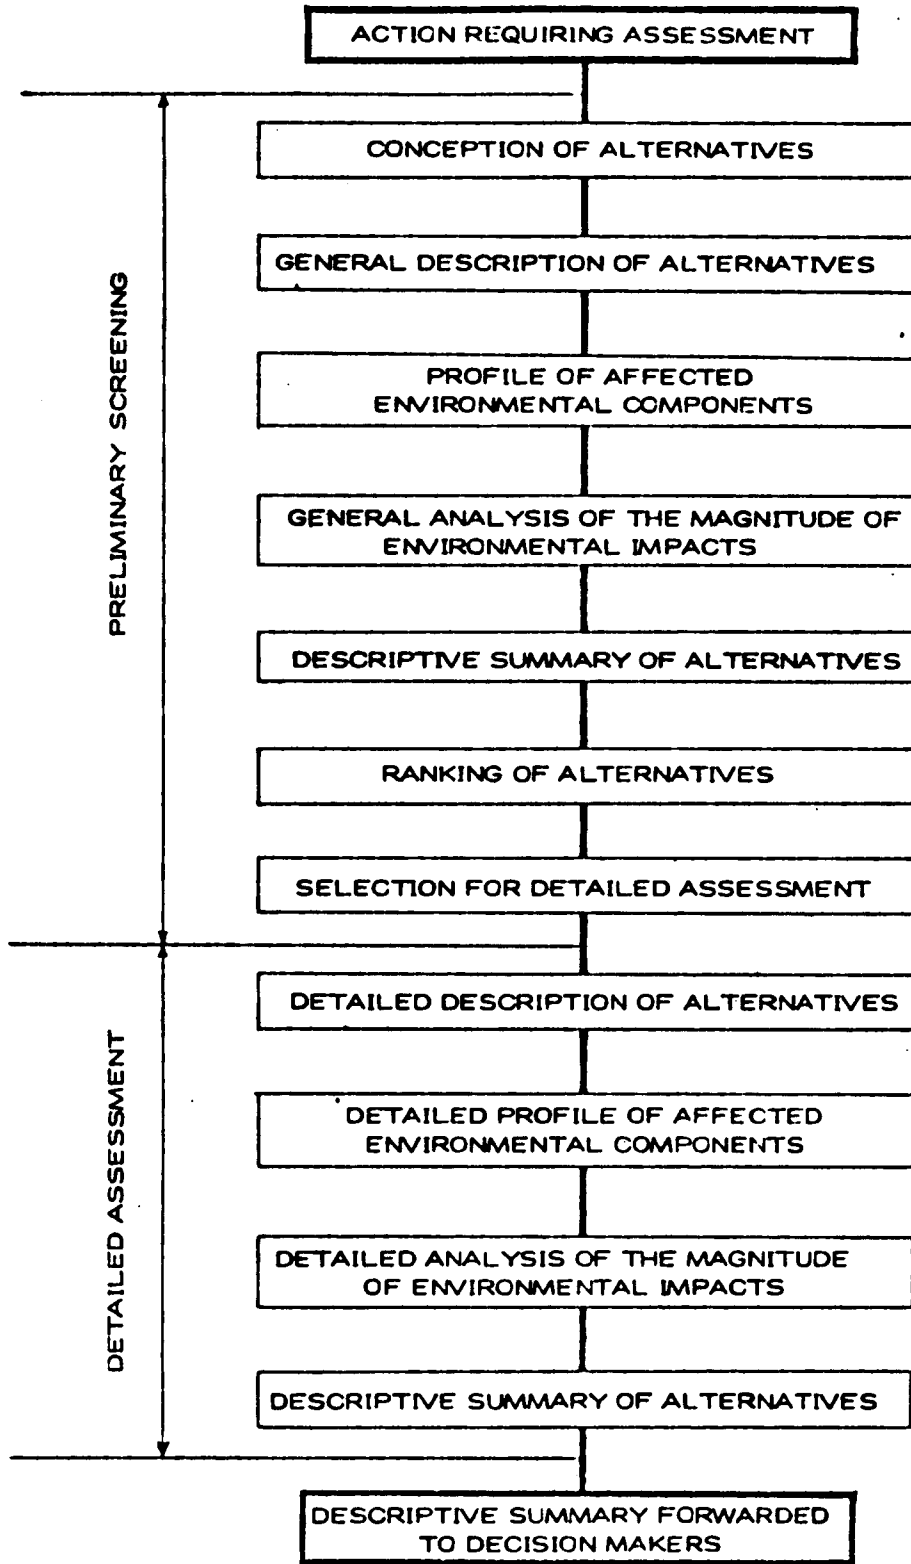 ACTION REQUIRING ASSESSMENT
CONCEPTION OF ALTERNATIVES
GENERAL DESCRIPTION OF ALTERNATIVES
PROFILE OF AFFECTED
ENVIRONMENTAL COMPONENTS
GENERAL ANALYSIS OF THE MAGNITUDE OF
ENVIRONMENTAL IMPACTS
DESCRIPTIVE SUMMARY OF ALTERNATIVES
RANKING OF ALTERNATIVES
SELECTION FOR DETAILED ASSESSMENT
PRELIMINARY SCREENING
DETAILED DESCRIPTION OF ALTERNATIVES
DETAILED PROFILE OF AFFECTED
ENVIRONMENTAL COMPONENTS
DETAILED ANALYSIS OF THE MAGNITUDE
OF ENVIRONMENTAL IMPACTS
DESCRIPTIVE SUMMARY OF ALTERNATIVES
DETAILED ASSESSMENT
DESCRIPTIVE SUMMARY FORWARDED
TO DECISION MAKERS